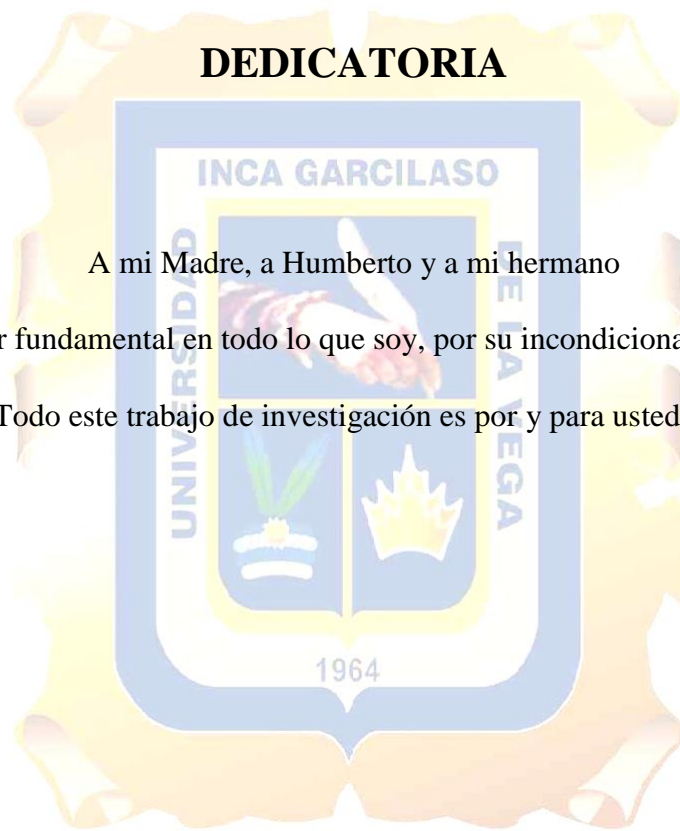 DEDICATORIA
INCA GARCILASO
UNIVERSIDAD
DE LA VEGA
A mi Madre, a Humberto y a mi hermano
r fundamental en todo lo que soy, por su incondiciona
Todo este trabajo de investigación es por y para usted
1964